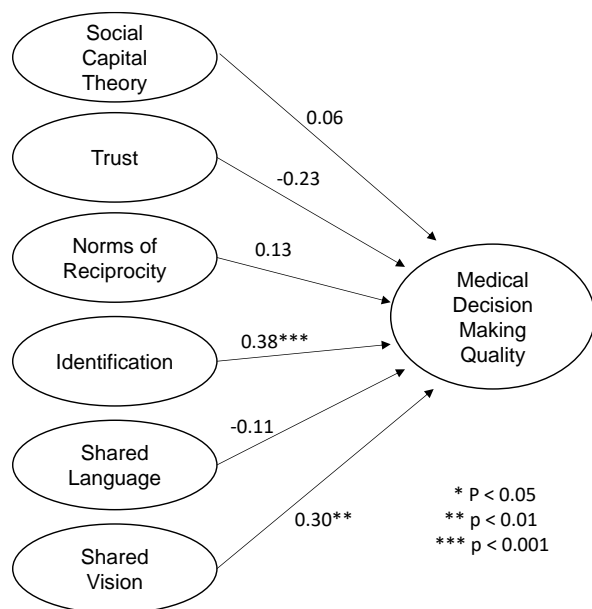 Social
Capital
Theory
0.06
Trust
-0.23
Norms of
Reciprocity
0.13
Medical
Decision
Making
Quality
Identification
0.38***
Shared
Language
-0.11
Shared
Vision
0.30**
* P < 0.05
** p < 0.01
*** p < 0.001